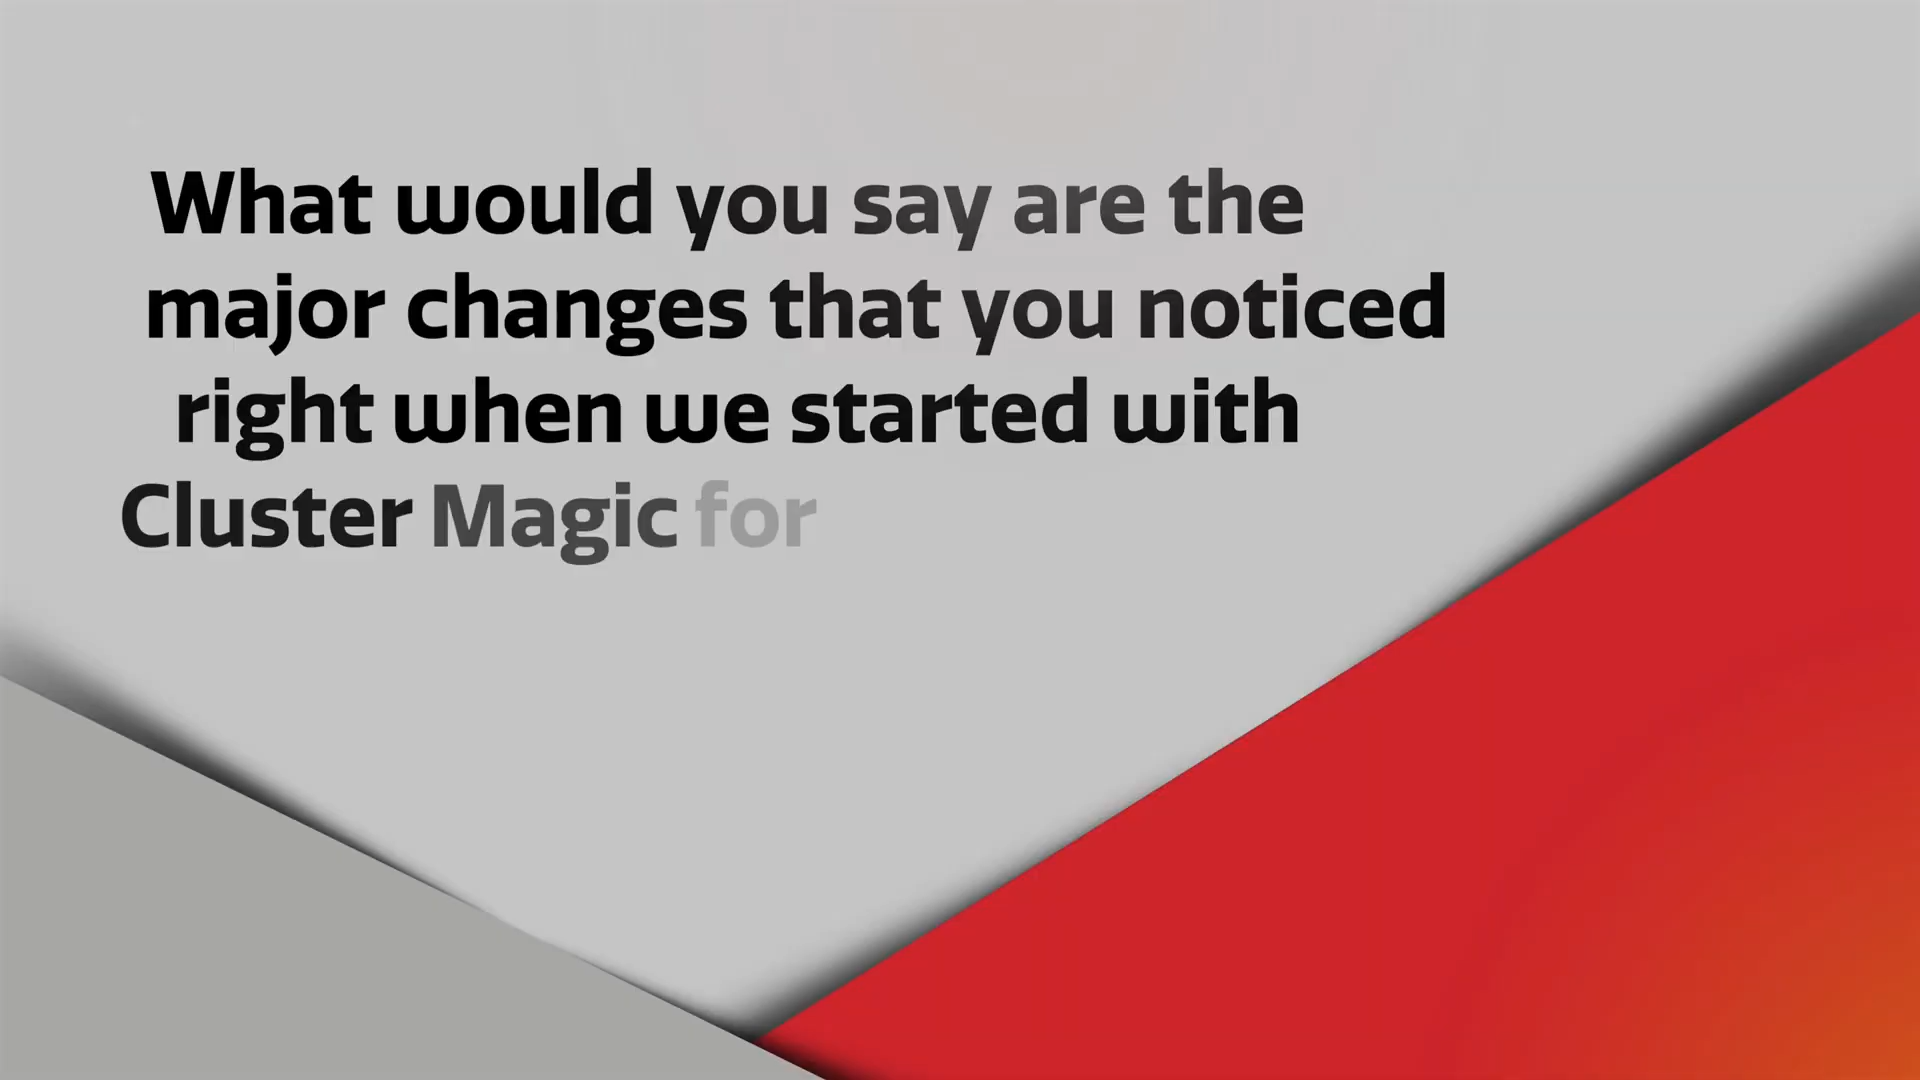 What would you say are the
major changes that you noticed
right when we started with
Cluster Magic for